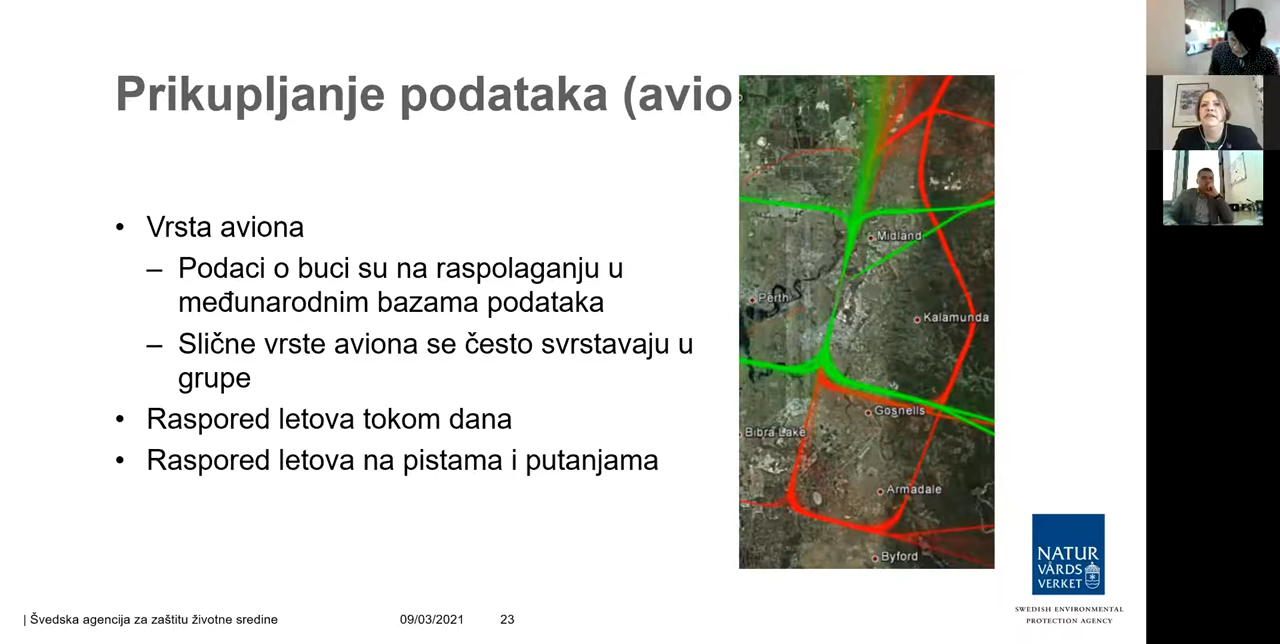 Prikupljanje podataka (avio
• Vrsta aviona
– Podaci o buci su na raspolaganju u
međunarodnim bazama podataka
– Slične vrste aviona se često svrstavaju u
grupe
• Raspored letova tokom dana
• Raspored letova na pistama i putanjama
Midland
Perth
Kalamunda
Gosnells
Bibra Lake
Armadale
Byford
NATUR
VÅRDS
VERKET
SWEDISH ENVIRONMENTAL
PROTECTION AGENCY
| Švedska agencija za zaštitu životne sredine 09/03/2021 23